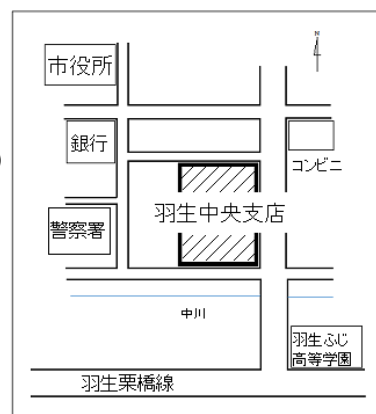 N
市役所
銀行
コンビニ
羽生中央支店
警察署
中川
羽生ふじ
高等学園
羽生栗橋線